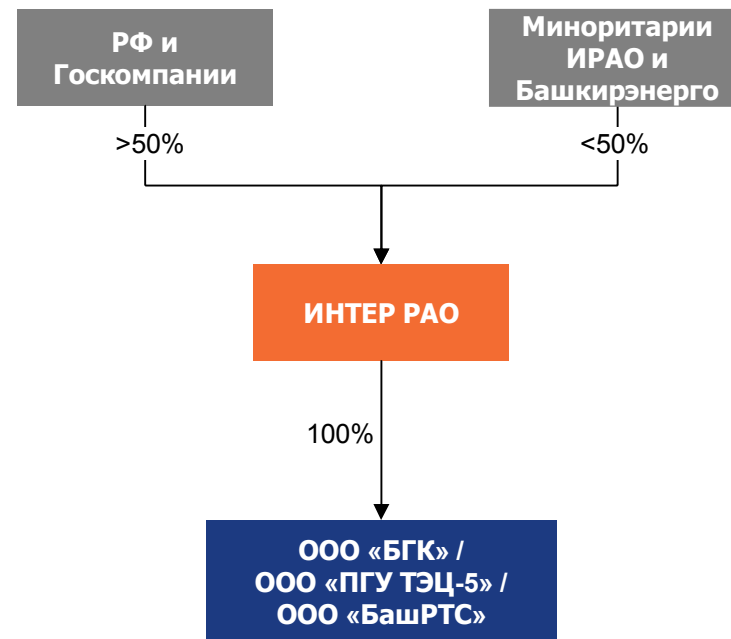 РФ и
Госкомпании
Миноритарии
ИРАО и
Башкирэнерго
>50%
<50%
ИНТЕР РАО
100%
ООО «БГК» /
ООО «ПГУ ТЭЦ-5» /
ООО «БашРТС»